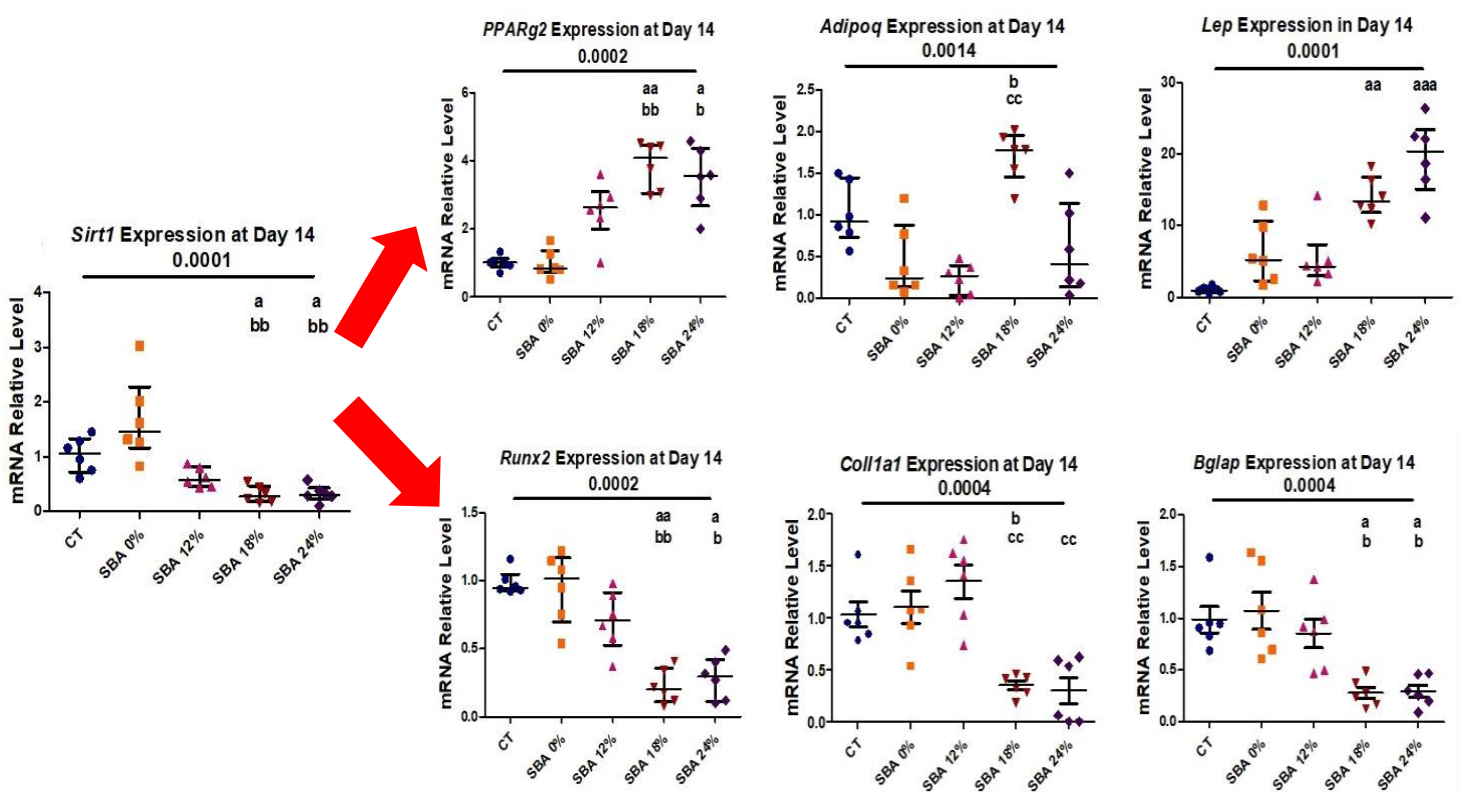 Sirt1 Expression at Day 14
0.0001
a a
bb bb
mRNA Relative Level
4
3
2
1
0
CT SBA 0% SBA 12% SBA 18% SBA 24%
PPARg2 Expression at Day 14
0.0002
aa a
bb b
mRNA Relative Level
6
4
2
0
CT SBA 0% SBA 12% SBA 18% SBA 24%
Adipoq Expression at Day 14
0.0014
b
cc
mRNA Relative Level
2.5
2.0
1.5
1.0
0.5
0.0
CT SBA 0% SBA 12% SBA 18% SBA 24%
Lep Expression in Day 14
0.0001
aa aaa
mRNA Relative Level
30
20
10
0
CT SBA 0% SBA 12% SBA 18% SBA 24%
Runx2 Expression at Day 14
0.0002
aa a
bb b
mRNA Relative Level
1.5
1.0
0.5
0.0
CT SBA 0% SBA 12% SBA 18% SBA 24%
Coll1a1 Expression at Day 14
0.0004
b
cc cc
mRNA Relative Level
2.0
1.5
1.0
0.5
0.0
CT SBA 0% SBA 12% SBA 18% SBA 24%
Bglap Expression at Day 14
0.0004
a a
b b
mRNA Relative Level
2.0
1.5
1.0
0.5
0.0
CT SBA 0% SBA 12% SBA 18% SBA 24%